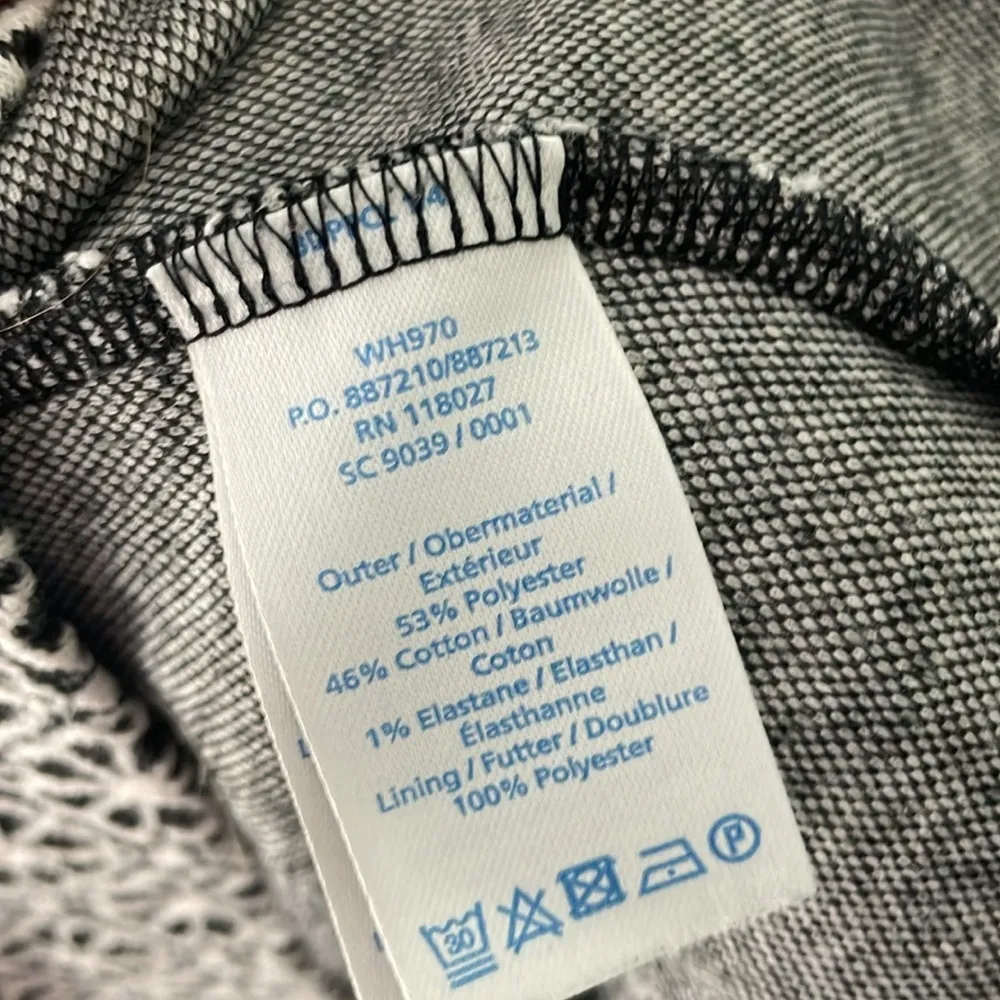 WH970
P.O. 887210/887213
RN 118027
SC 9039 / 0001
Outer / Obermaterial /
Extérieur
53% Polyester
46% Cotton / Baumwolle /
Coton
1% Elastane / Elasthan /
Élasthanne
Lining / Futter / Doublure
100% Polyester
30
P